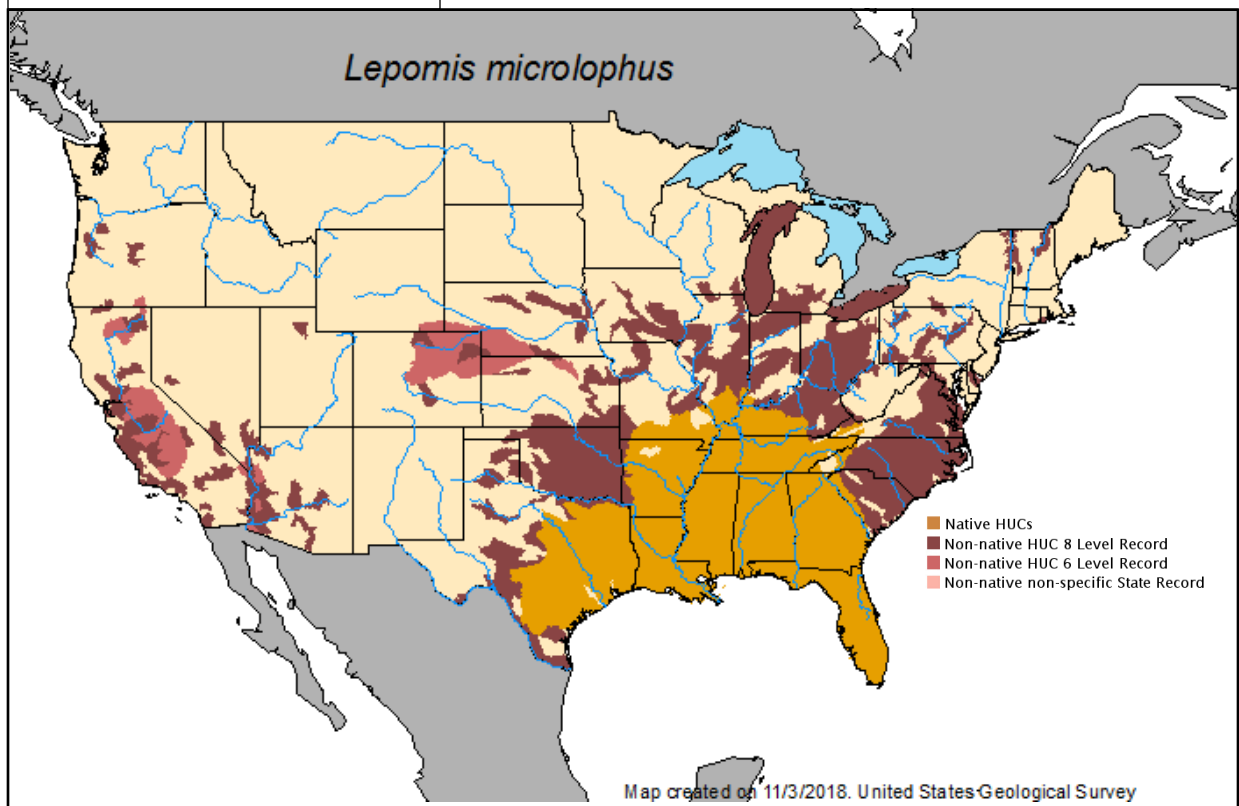 Lepomis microlophus
Native HUCs
Non-native HUC 8 Level Record
Non-native HUC 6 Level Record
Non-native non-specific State Record
Map created on 11/3/2018. United States Geological Survey